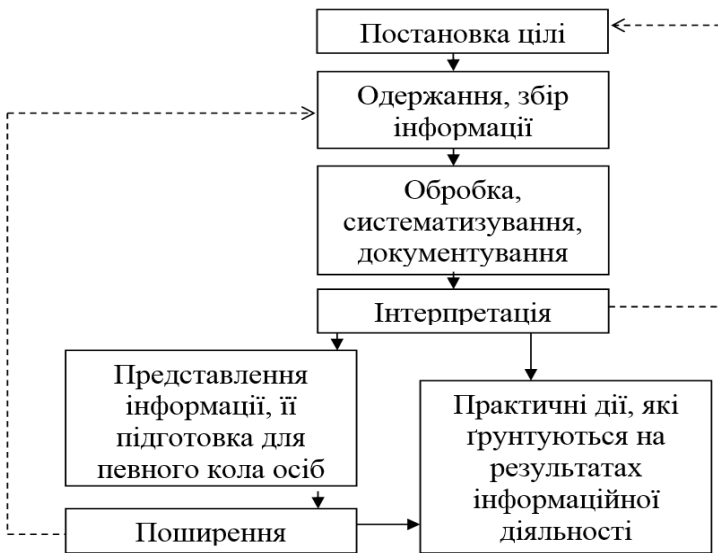 Постановка цілі
Одержання, збір
інформації
Обробка,
систематизування,
документування
Інтерпретація
Представлення
інформації, її
підготовка для
певного кола осіб
Поширення
Практичні дії, які
ґрунтуються на
результатах
інформаційної
діяльності